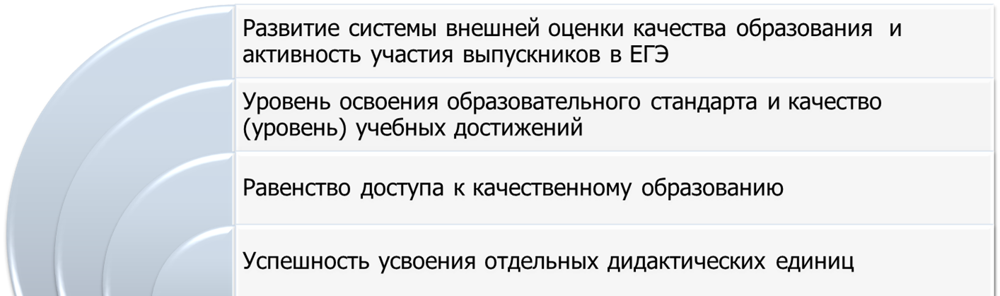 Развитие системы внешней оценки качества образования и
активность участия выпускников в ЕГЭ
Уровень освоения образовательного стандарта и качество
(уровень) учебных достижений
Равенство доступа к качественному образованию
Успешность усвоения отдельных дидактических единиц